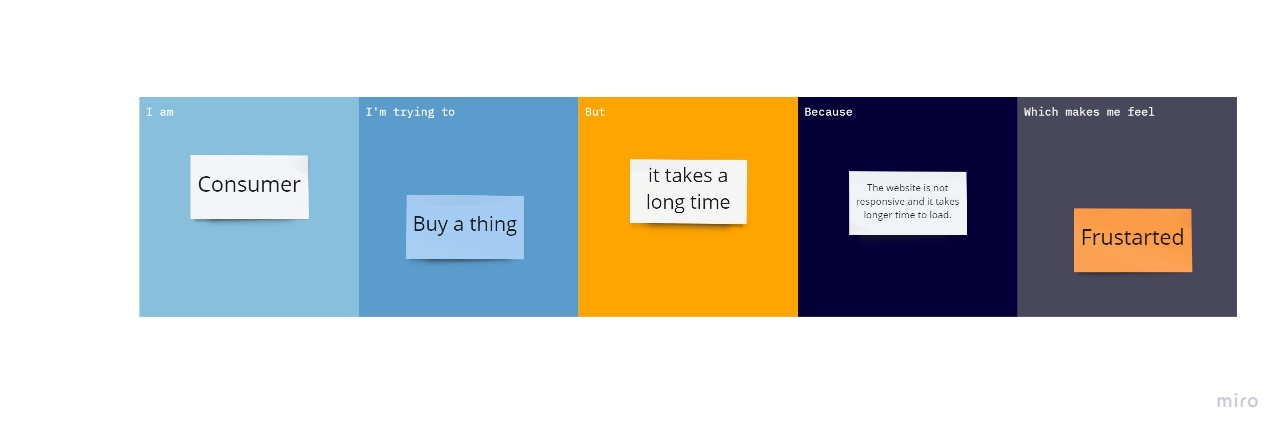 I am
Consumer
I'm trying to
Buy a thing
But
it takes a
long time
Because
The website is not
responsive and it takes
longer time to load.
Which makes me feel
Frustarted
miro